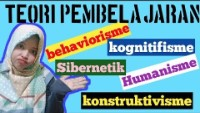 TEORI PEMBELAJARAN
behaviorisme
kognitifisme
Sibernetik
Humanisme
konstruktivisme